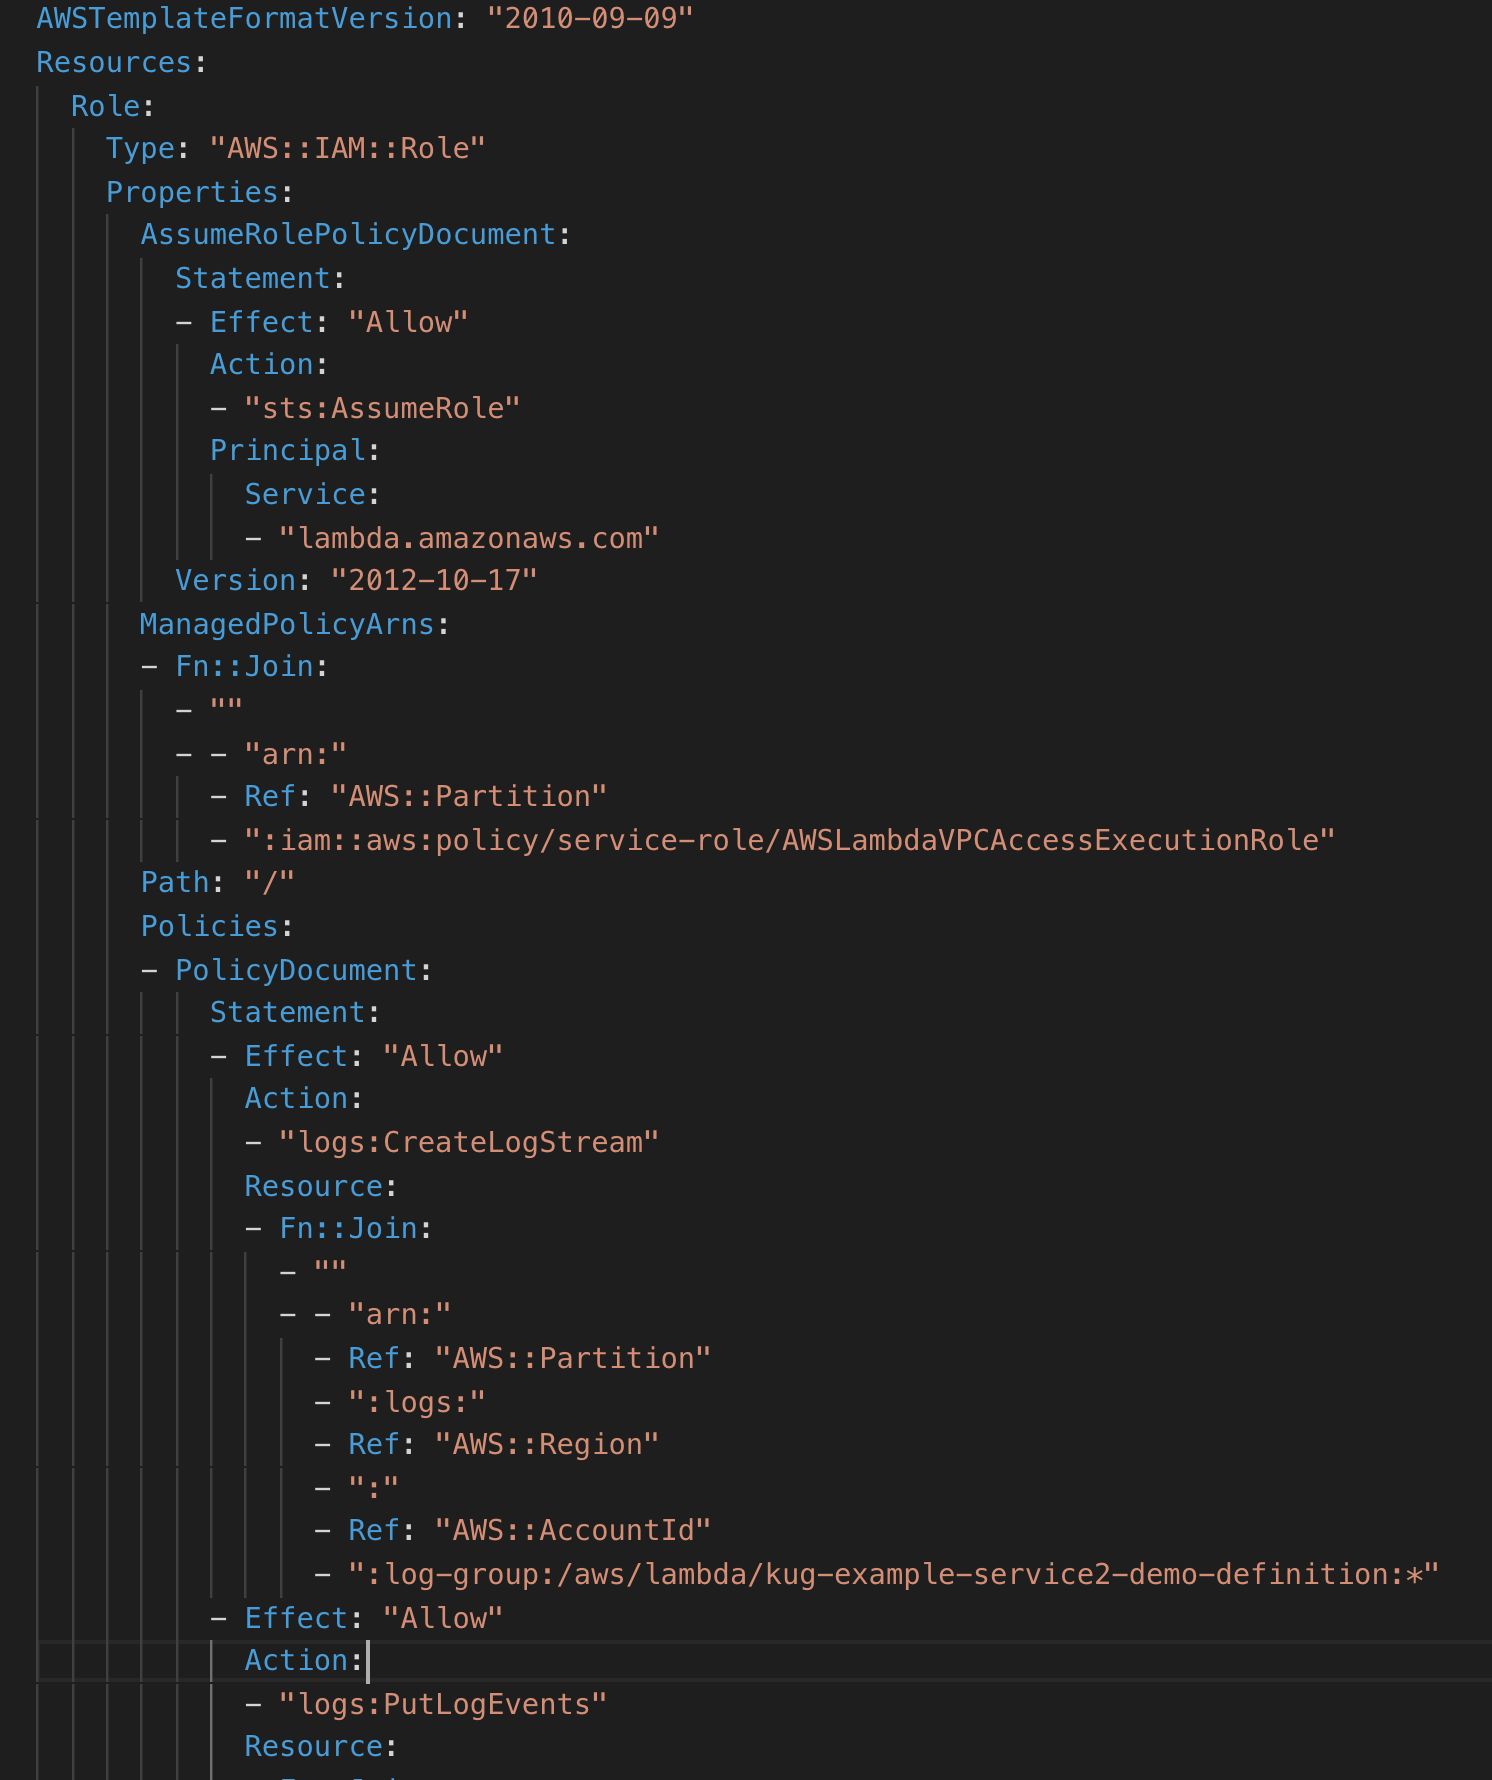 AWSTemplateFormatVersion: "2010-09-09"
Resources:
  Role:
    Type: "AWS::IAM::Role"
    Properties:
      AssumeRolePolicyDocument:
        Statement:
        - Effect: "Allow"
          Action:
          - "sts:AssumeRole"
          Principal:
            Service:
            - "lambda.amazonaws.com"
        Version: "2012-10-17"
      ManagedPolicyArns:
      - Fn::Join:
        - ""
        - - "arn:"
          - Ref: "AWS::Partition"
          - ":iam::aws:policy/service-role/AWSLambdaVPCAccessExecutionRole"
      Path: "/"
      Policies:
      - PolicyDocument:
          Statement:
          - Effect: "Allow"
            Action:
            - "logs:CreateLogStream"
            Resource:
            - Fn::Join:
              - ""
              - - "arn:"
                - Ref: "AWS::Partition"
                - ":logs:"
                - Ref: "AWS::Region"
                - ":"
                - Ref: "AWS::AccountId"
                - ":log-group:/aws/lambda/kug-example-service2-demo-definition:*"
          - Effect: "Allow"
            Action:
            - "logs:PutLogEvents"
            Resource: